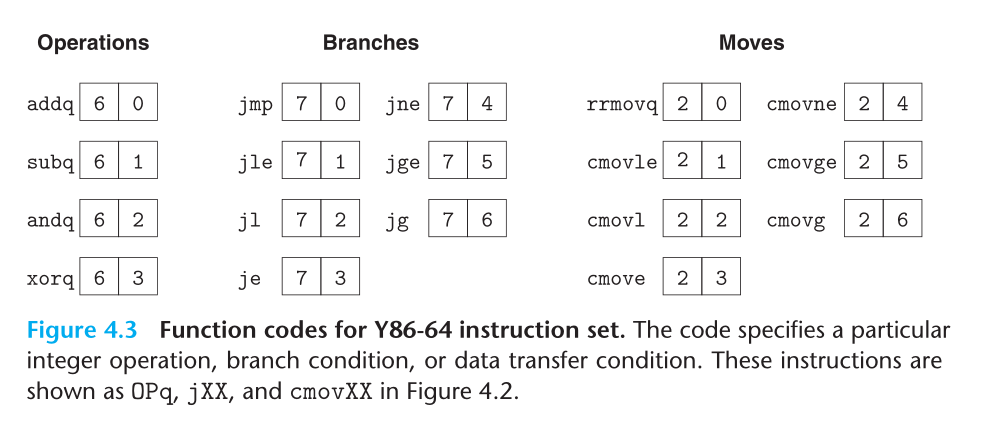 Operations Branches Moves
addq 6 0 jmp 7 0 jne 7 4 rrmovq 2 0 cmovne 2 4
subq 6 1 jle 7 1 jge 7 5 cmovle 2 1 cmovge 2 5
andq 6 2 jl 7 2 jg 7 6 cmovl 2 2 cmovg 2 6
xorq 6 3 je 7 3 cmove 2 3
Figure 4.3 Function codes for Y86-64 instruction set. The code specifies a particular
integer operation, branch condition, or data transfer condition. These instructions are
shown as OPq, jXX, and cmovXX in Figure 4.2.